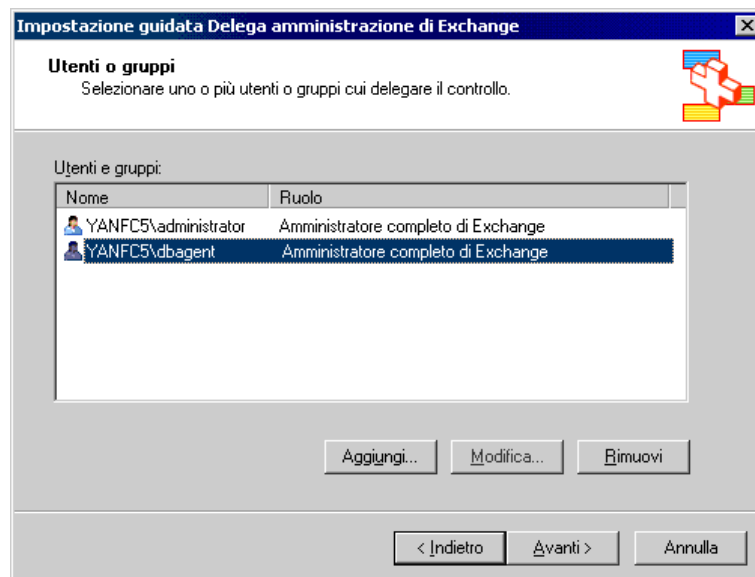 Impostazione guidata Delega amministrazione di Exchange
Utenti o gruppi
Selezionare uno o più utenti o gruppi cui delegare il controllo.
Utenti e gruppi:
Nome Ruolo
YANFC5\administrator Amministratore completo di Exchange
YANFC5\dbagent Amministratore completo di Exchange
Aggiungi... Modifica... Rimuovi
< Indietro Avanti > Annulla